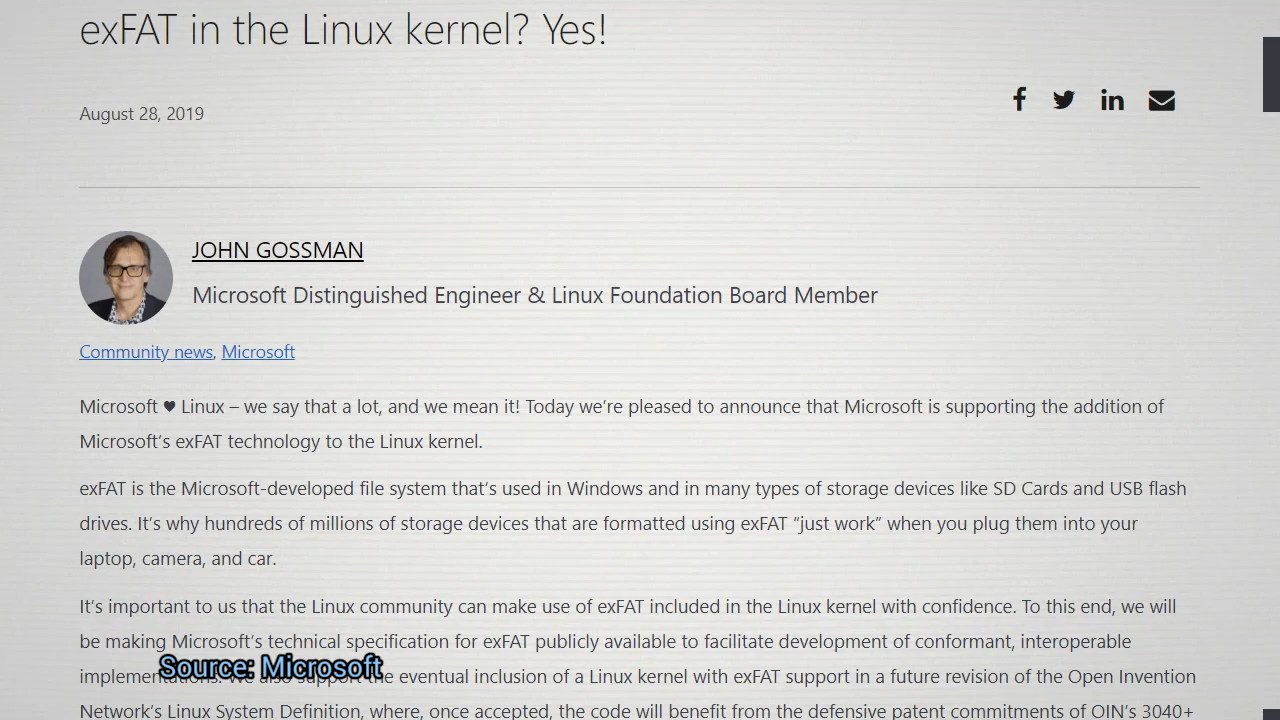 exFAT in the Linux kernel? Yes!
August 28, 2019
JOHN GOSSMAN
Microsoft Distinguished Engineer & Linux Foundation Board Member
Community news, Microsoft
Microsoft ♥ Linux – we say that a lot, and we mean it! Today we’re pleased to announce that Microsoft is supporting the addition of
Microsoft’s exFAT technology to the Linux kernel.
exFAT is the Microsoft-developed file system that’s used in Windows and in many types of storage devices like SD Cards and USB flash
drives. It’s why hundreds of millions of storage devices that are formatted using exFAT “just work” when you plug them into your
laptop, camera, and car.
It’s important to us that the Linux community can make use of exFAT included in the Linux kernel with confidence. To this end, we will
be making Microsoft’s technical specification for exFAT publicly available to facilitate development of conformant, interoperable
implementations. We also support the eventual inclusion of a Linux kernel with exFAT support in a future revision of the Open Invention
Network’s Linux System Definition, where, once accepted, the code will benefit from the defensive patent commitments of OIN’s 3040+
Source: Microsoft